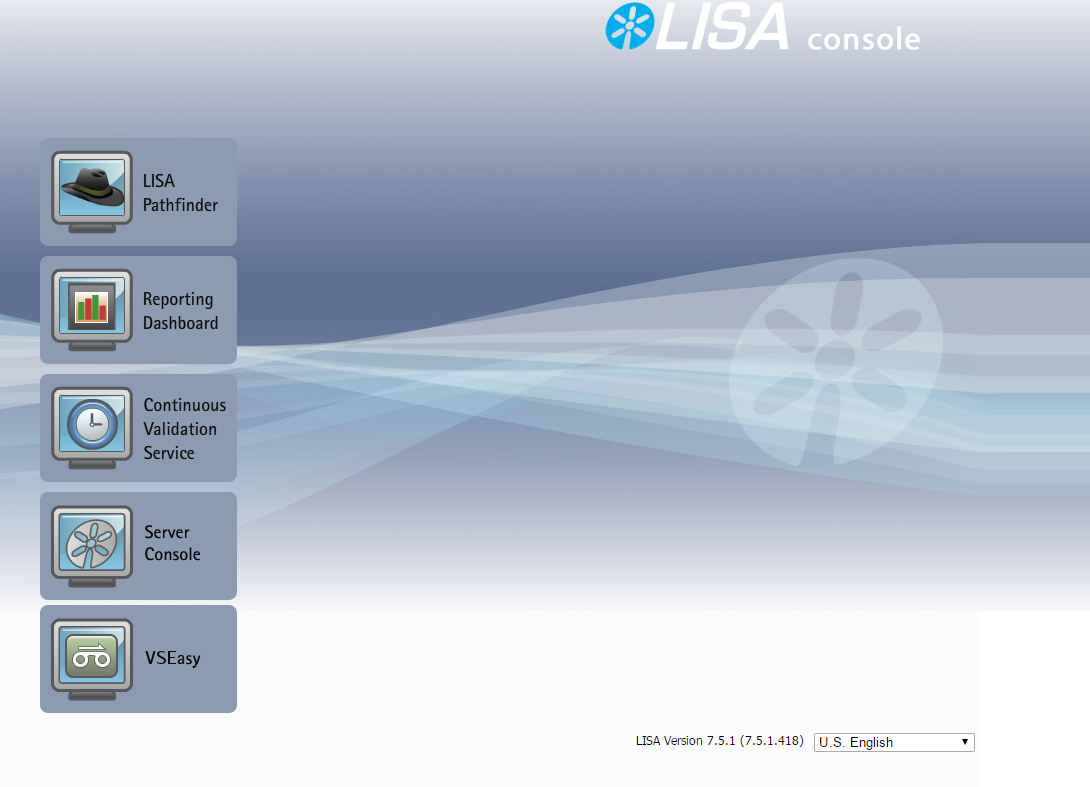 LISA console
LISA
Pathfinder
Reporting
Dashboard
Continuous
Validation
Service
Server
Console
VSEasy
LISA Version 7.5.1 (7.5.1.418) U.S. English